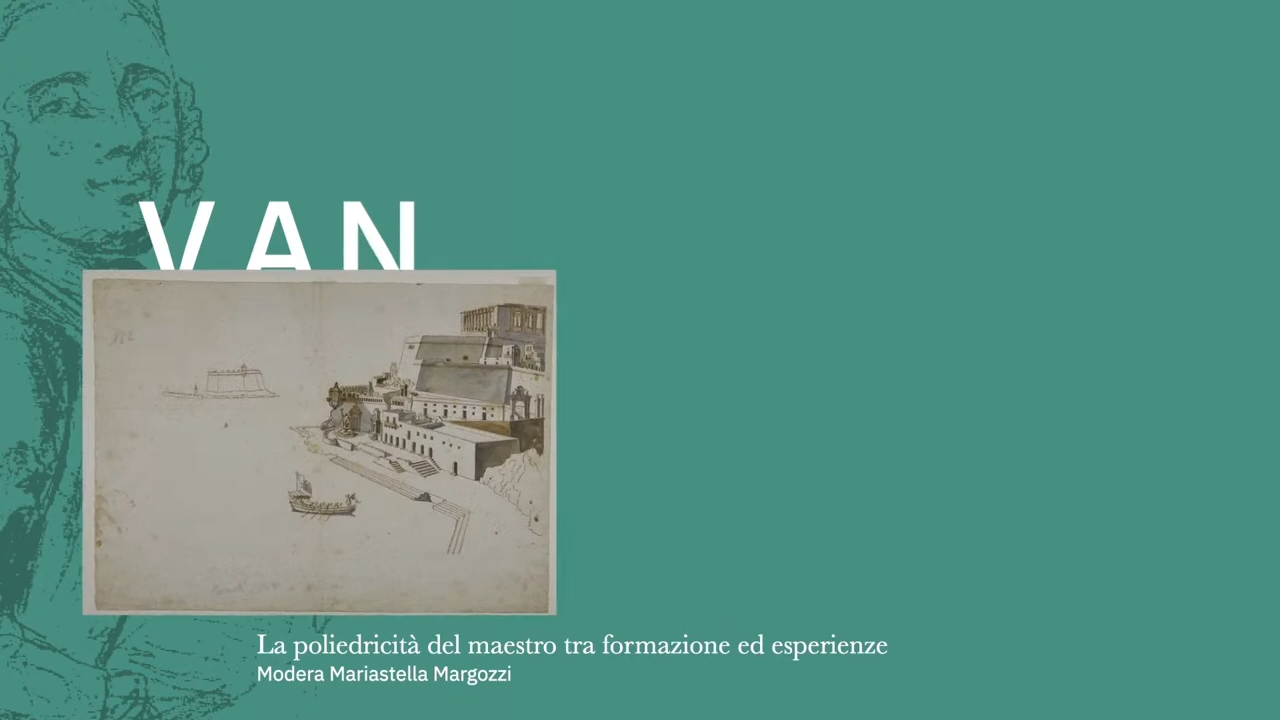 VAN
La poliedricità del maestro tra formazione ed esperienze
Modera Mariastella Margozzi